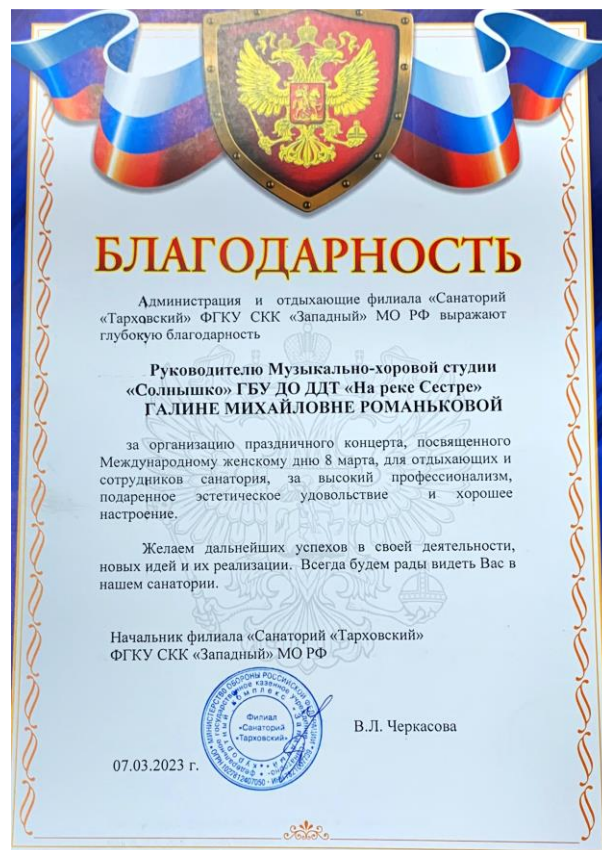 БЛАГОДАРНОСТЬ
Администрация и отдыхающие филиала «Санаторий
«Тарховский» ФГКУ СКК «Западный» МО РФ выражают
глубокую благодарность
Руководителю Музыкально-хоровой студии
«Солнышко» ГБУ ДО ДДТ «На реке Сестре»
ГАЛИНЕ МИХАЙЛОВНЕ РОМАНЬКОВОЙ
за организацию праздничного концерта, посвященного
Международному женскому дню 8 марта, для отдыхающих и
сотрудников санатория, за высокий профессионализм,
подаренное эстетическое удовольствие и хорошее
настроение.
Желаем дальнейших успехов в своей деятельности,
новых идей и их реализации. Всегда будем рады видеть Вас в
нашем санатории.
Начальник филиала «Санаторий «Тарховский»
ФГКУ СКК «Западный» МО РФ
МИНИСТЕРСТВО ОБОРОНЫ РОССИЙСКОЙ ФЕДЕРАЦИИ
Филиал
«Санаторий
«Тарховский»
В.Л. Черкасова
07.03.2023 г.